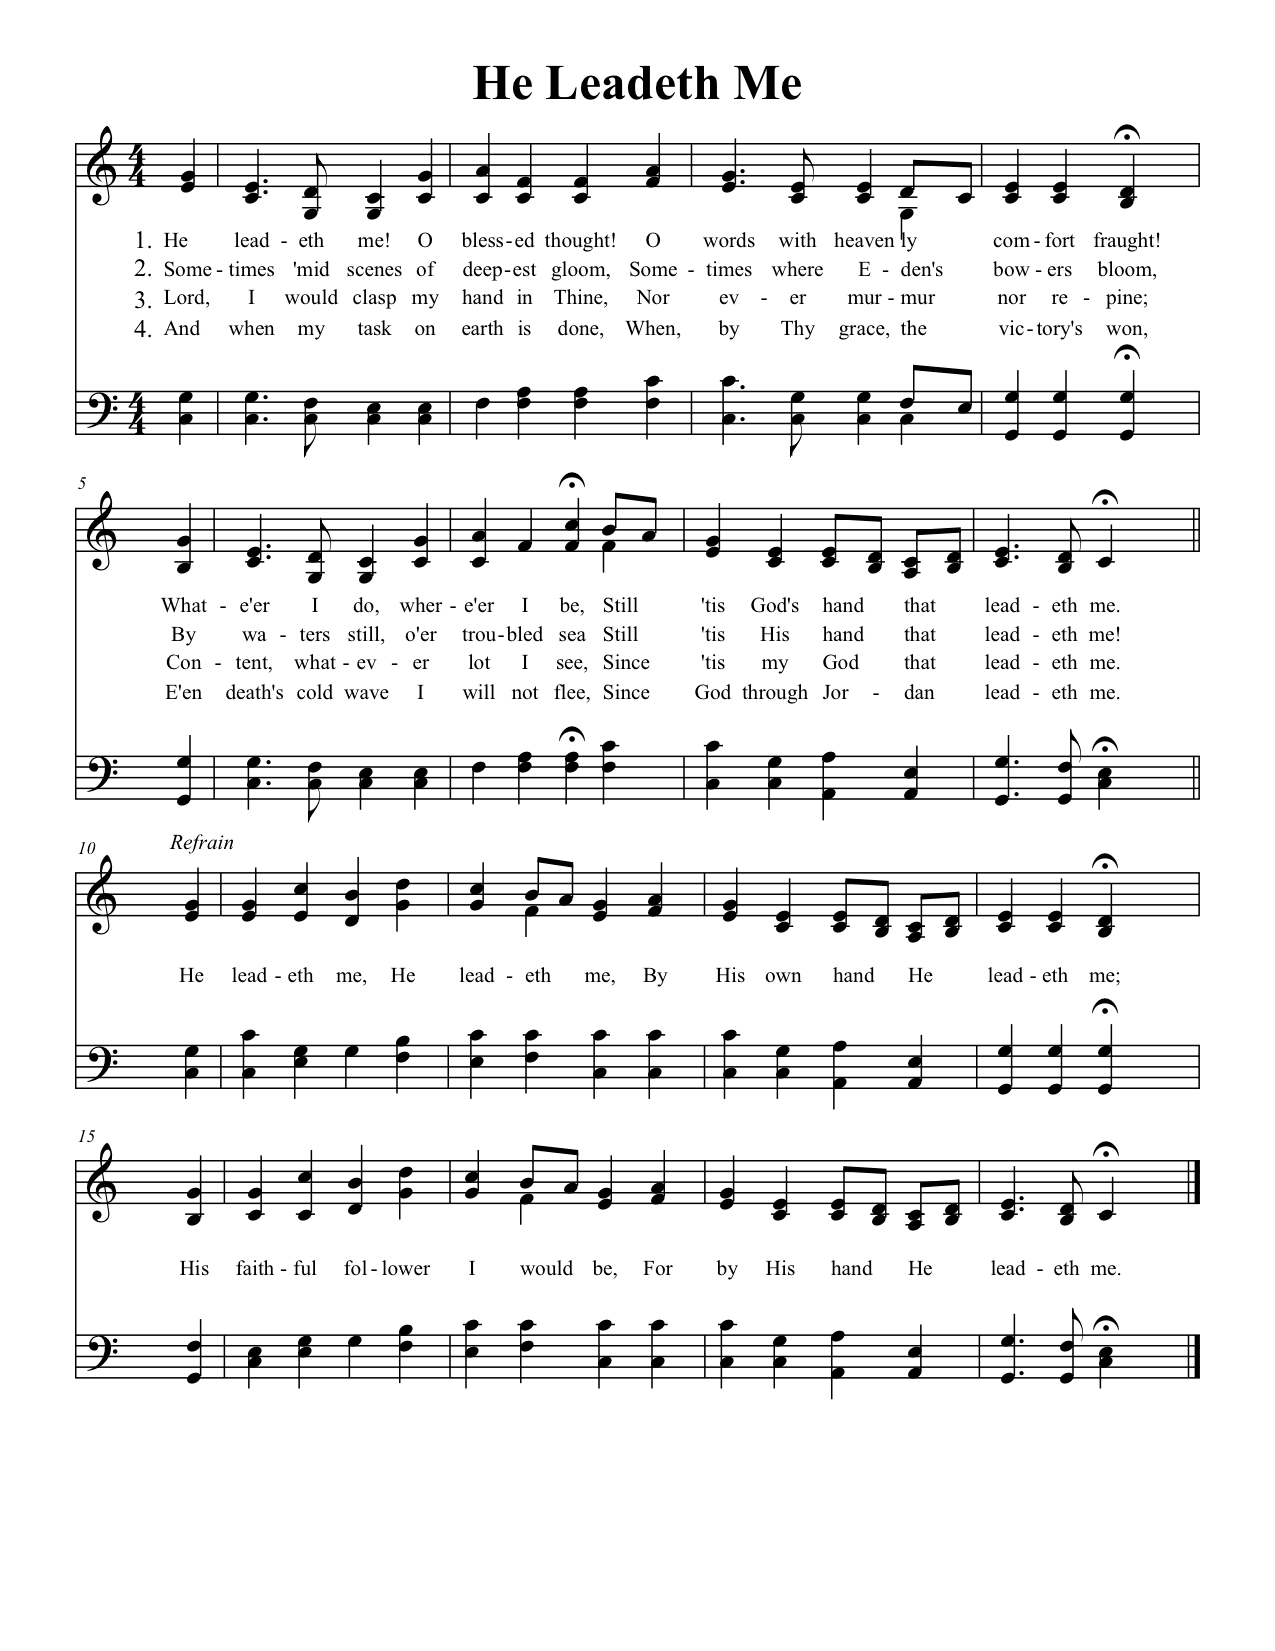 He Leadeth Me
4/4
1. He lead - eth me! O bless - ed thought! O words with heaven ly com - fort fraught!
2. Some - times 'mid scenes of deep - est gloom, Some - times where E - den's bow - ers bloom,
3. Lord, I would clasp my hand in Thine, Nor ev - er mur - mur nor re - pine;
4. And when my task on earth is done, When, by Thy grace, the vic - tory's won,
4/4
5
What - e'er I do, wher - e'er I be, Still 'tis God's hand that lead - eth me.
By wa - ters still, o'er trou - bled sea Still 'tis His hand that lead - eth me!
Con - tent, what - ev - er lot I see, Since 'tis my God that lead - eth me.
E'en death's cold wave I will not flee, Since God through Jor - dan lead - eth me.
10 Refrain
He lead - eth me, He lead - eth me, By His own hand He lead - eth me;
15
His faith - ful fol - lower I would be, For by His hand He lead - eth me.